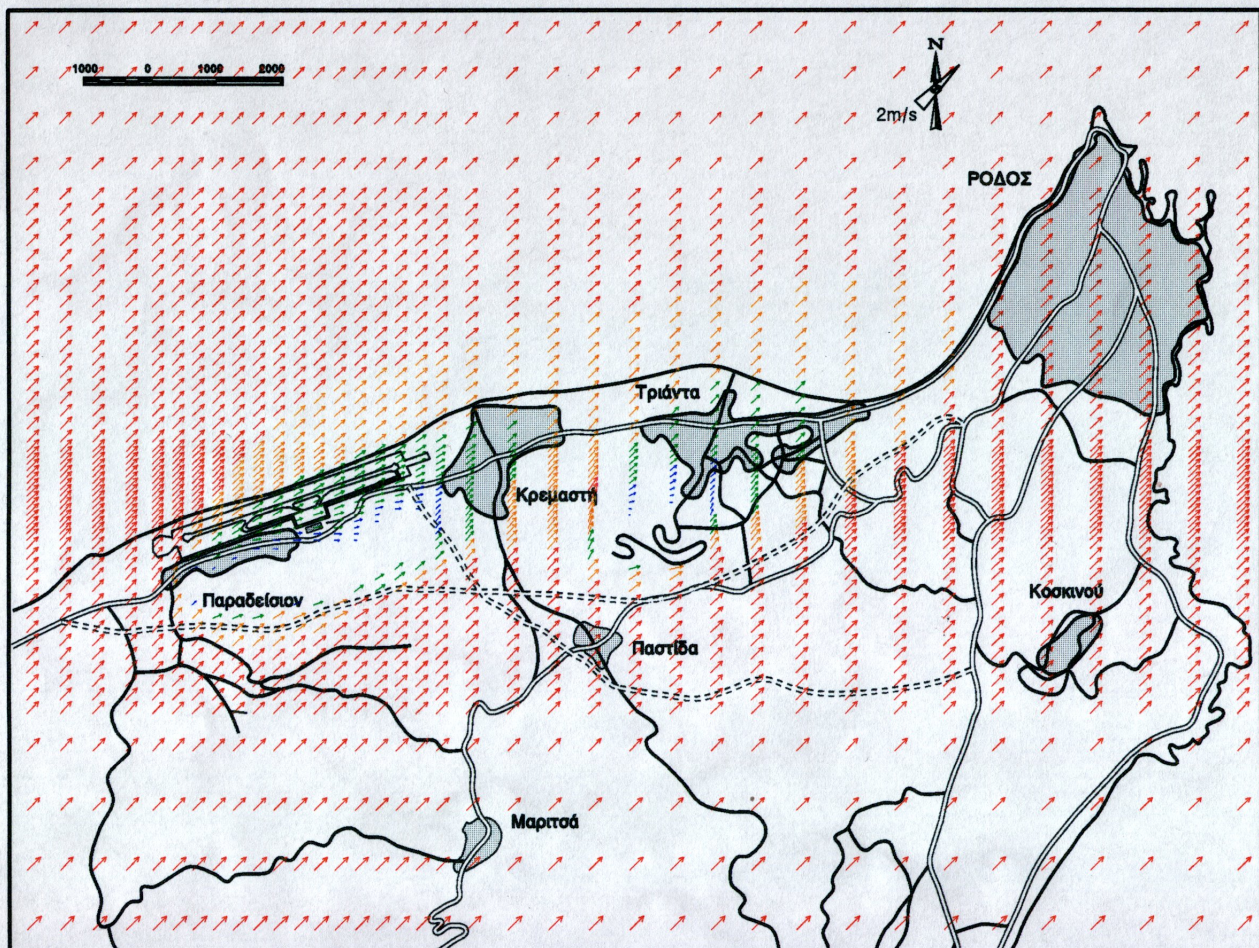 1000 0 1000 2000
N
2m/s
ΡΟΔΟΣ
Τριάντα
Κρεμαστή
Παραδείσιον
Κοσκινού
Παστίδα
Μαριτσά